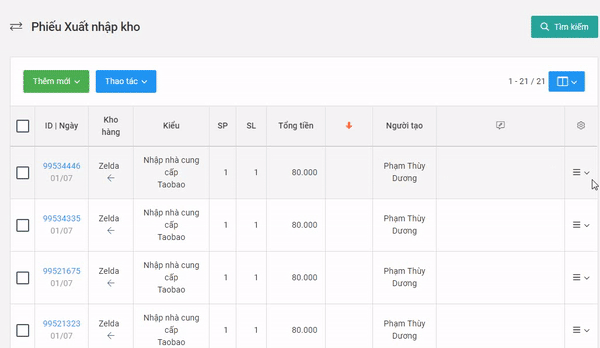 Phiếu Xuất nhập kho
Tìm kiếm
Thêm mới
Thao tác
1 - 21 / 21
ID | Ngày
Kho
hàng
Kiểu
SP
SL
Tổng tiền
Người tạo
99534446
01/07
Zelda
Nhập nhà cung
cấp
Taobao
1
1
80.000
Phạm Thùy
Dương
99534335
01/07
Zelda
Nhập nhà cung
cấp
Taobao
1
1
80.000
Phạm Thùy
Dương
99521675
01/07
Zelda
Nhập nhà cung
cấp
Taobao
1
1
80.000
Phạm Thùy
Dương
99521323
01/07
Zelda
Nhập nhà cung
cấp
Taobao
1
1
80.000
Phạm Thùy
Dương